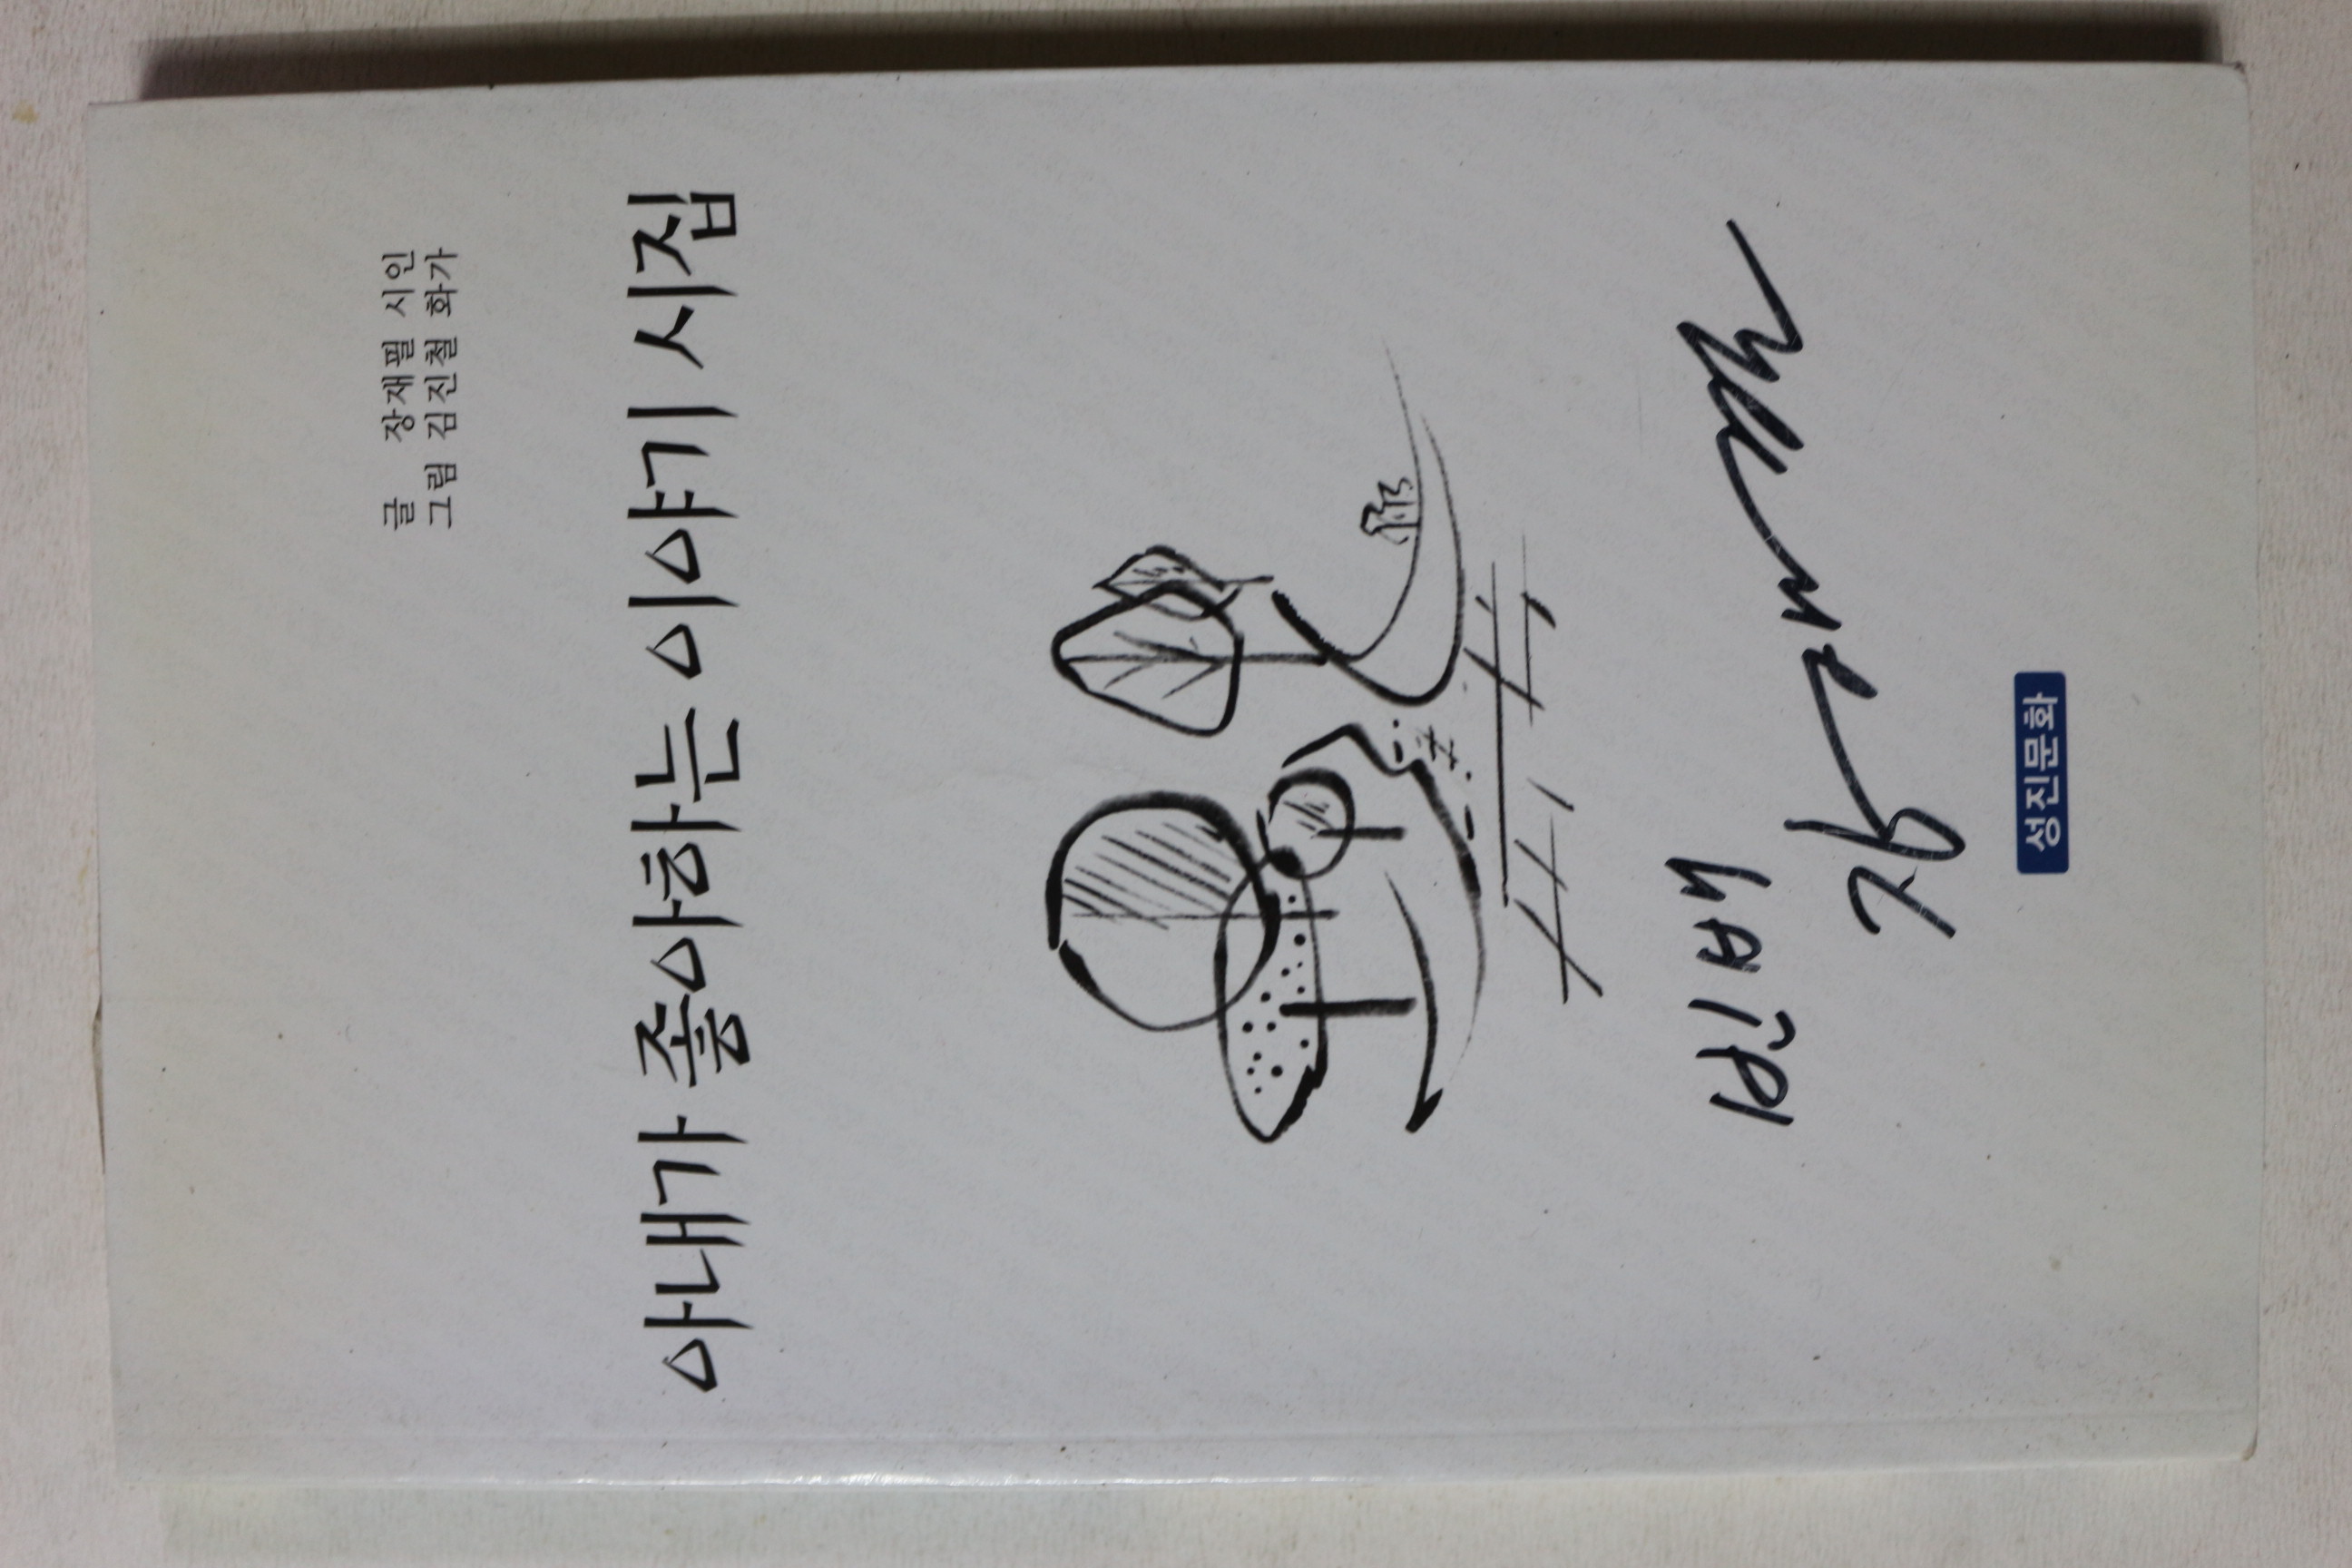 글 장재필 시인
그림 김진철 화가
아내가 좋아하는 이야기 시집
성진문화